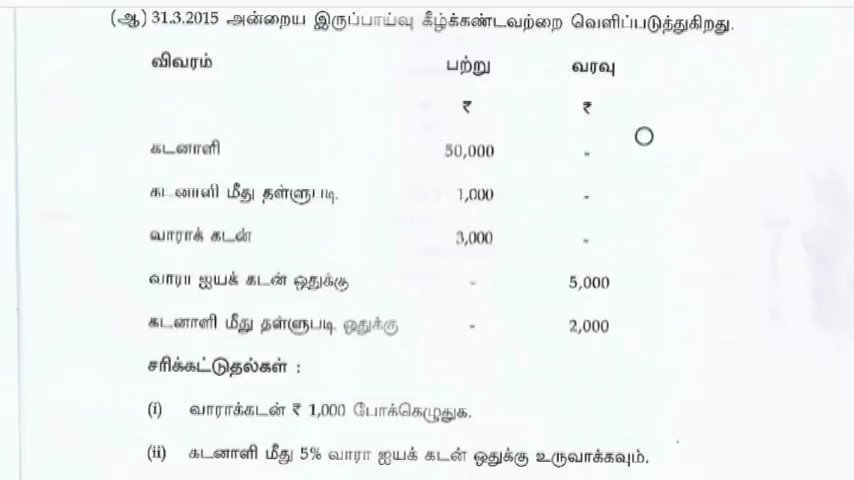 (ஆ) 31.3.2015 அன்றைய இருப்பாய்வு கீழ்க்கண்டவற்றை வெளிப்படுத்துகிறது.
விவரம் பற்று வரவு
₹ ₹
கடனாளி 50,000 -
கடனாளி மீது தள்ளுபடி. 1,000 -
வாராக் கடன் 3,000 -
வாரா ஐயக் கடன் ஒதுக்கு - 5,000
கடனாளி மீது தள்ளுபடி ஒதுக்கு - 2,000
சரிக்கட்டுதல்கள் :
(i) வாராக்கடன் ₹ 1,000 போக்கெழுதுக.
(ii) கடனாளி மீது 5% வாரா ஐயக் கடன் ஒதுக்கு உருவாக்கவும்.